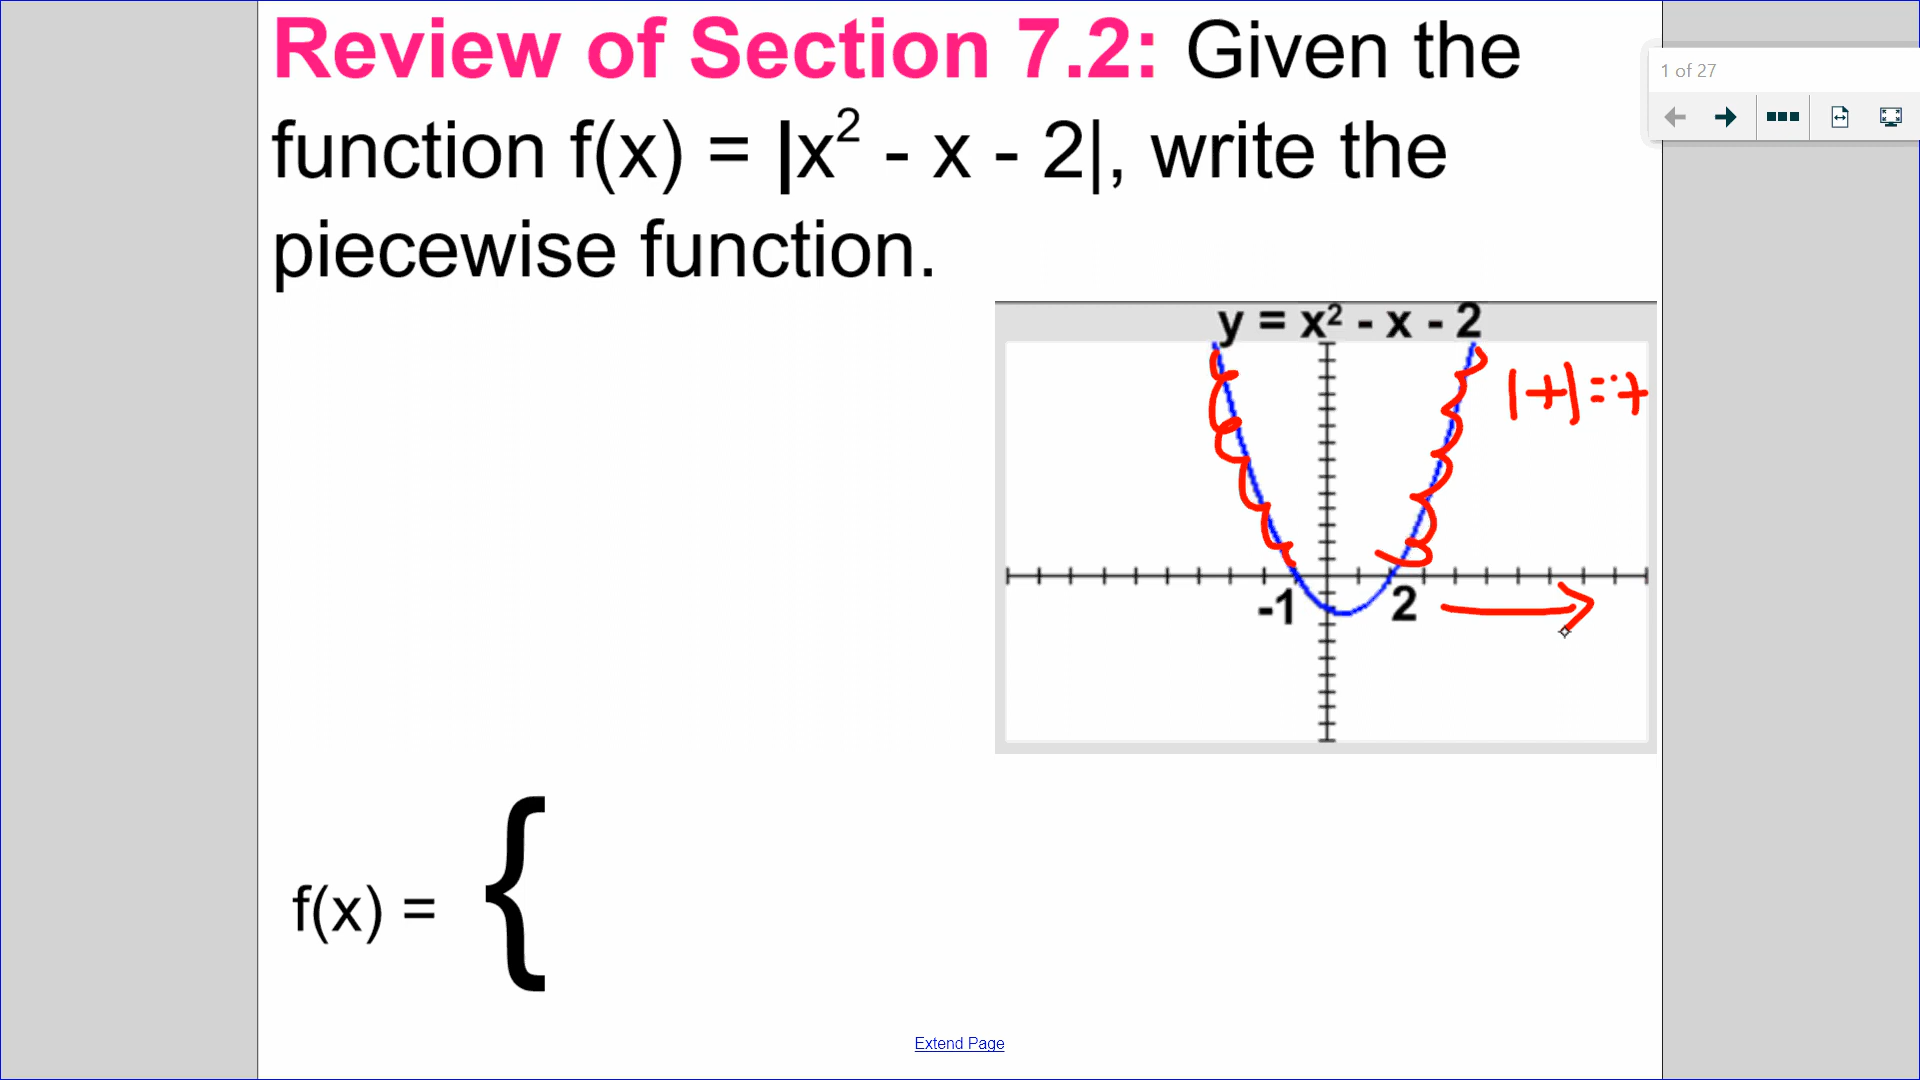 Review of Section 7.2: Given the
function f(x) = |x² - x - 2|, write the
piecewise function.
1 of 27
y = x² - x - 2
|+| = +
-1 2
f(x) = {
Extend Page